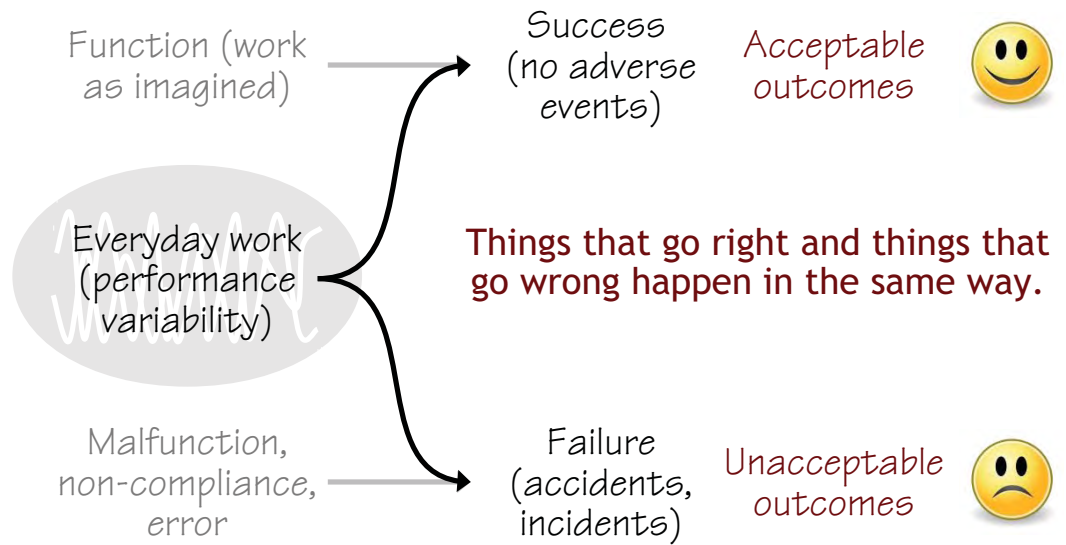 Function (work
as imagined)
Success
(no adverse
events)
Acceptable
outcomes
Everyday work
(performance
variability)
Things that go right and things that
go wrong happen in the same way.
Malfunction,
non-compliance,
error
Failure
(accidents,
incidents)
Unacceptable
outcomes